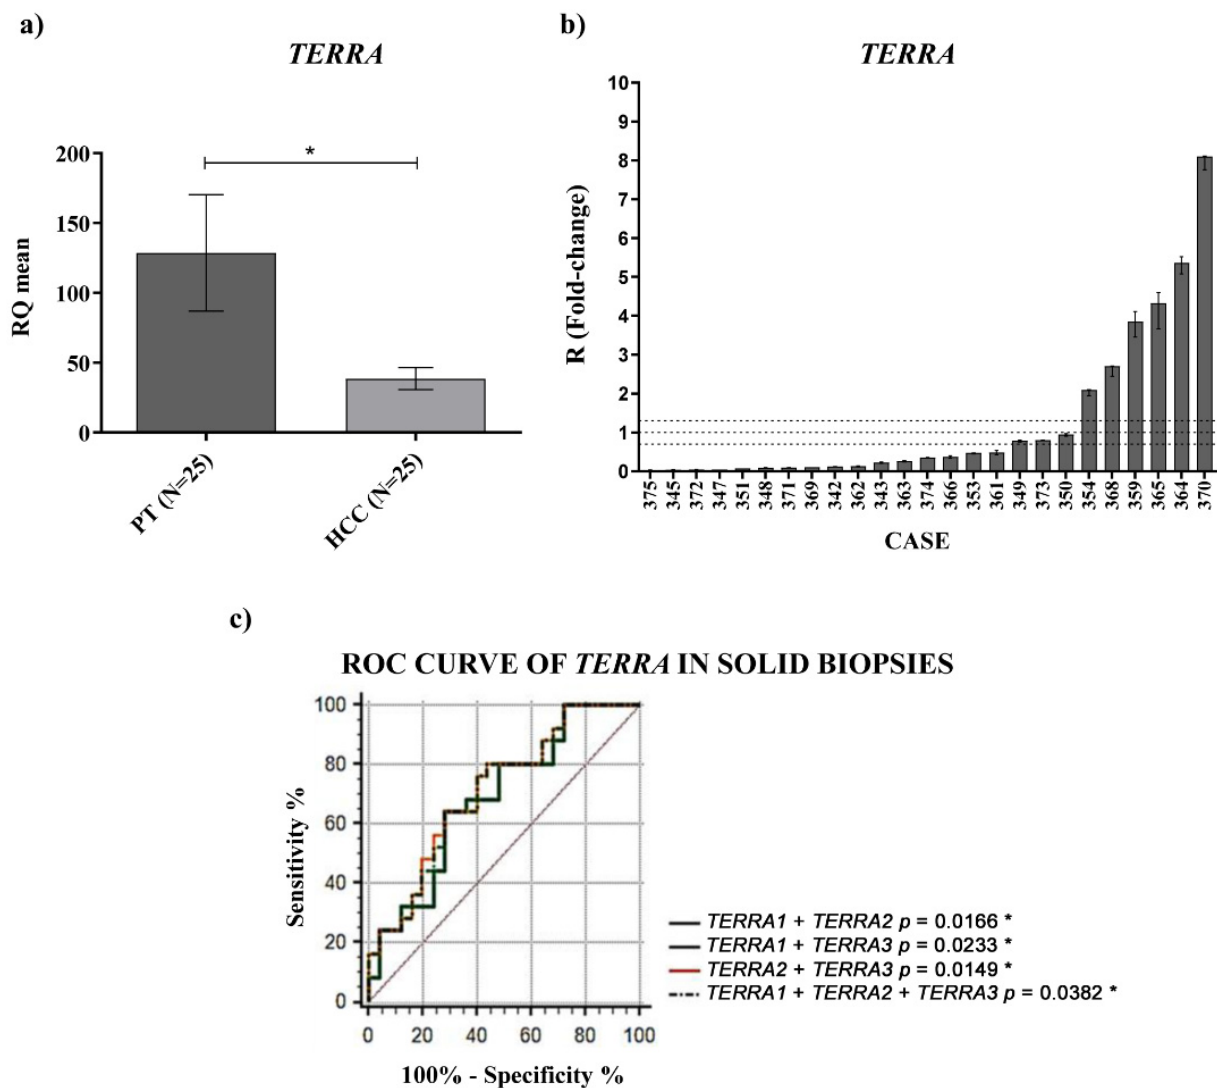 a)
TERRA
RQ mean
200
150
100
50
0
*
PT (N=25)
HCC (N=25)
b)
TERRA
R (Fold-change)
10
9
8
7
6
5
4
3
2
1
0
375 345 372 347 351 348 371 369 342 362 343 363 374 366 353 361 349 373 350 354 368 359 365 364 370
CASE
c)
ROC CURVE OF TERRA IN SOLID BIOPSIES
Sensitivity %
100
80
60
40
20
0
0 20 40 60 80 100
100% - Specificity %
TERRA1 + TERRA2 p = 0.0166 *
TERRA1 + TERRA3 p = 0.0233 *
TERRA2 + TERRA3 p = 0.0149 *
TERRA1 + TERRA2 + TERRA3 p = 0.0382 *